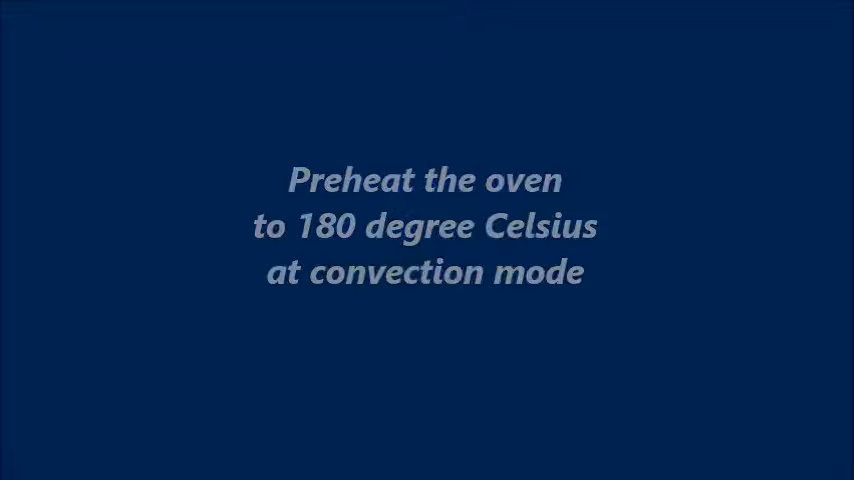 Preheat the oven
to 180 degree Celsius
at convection mode